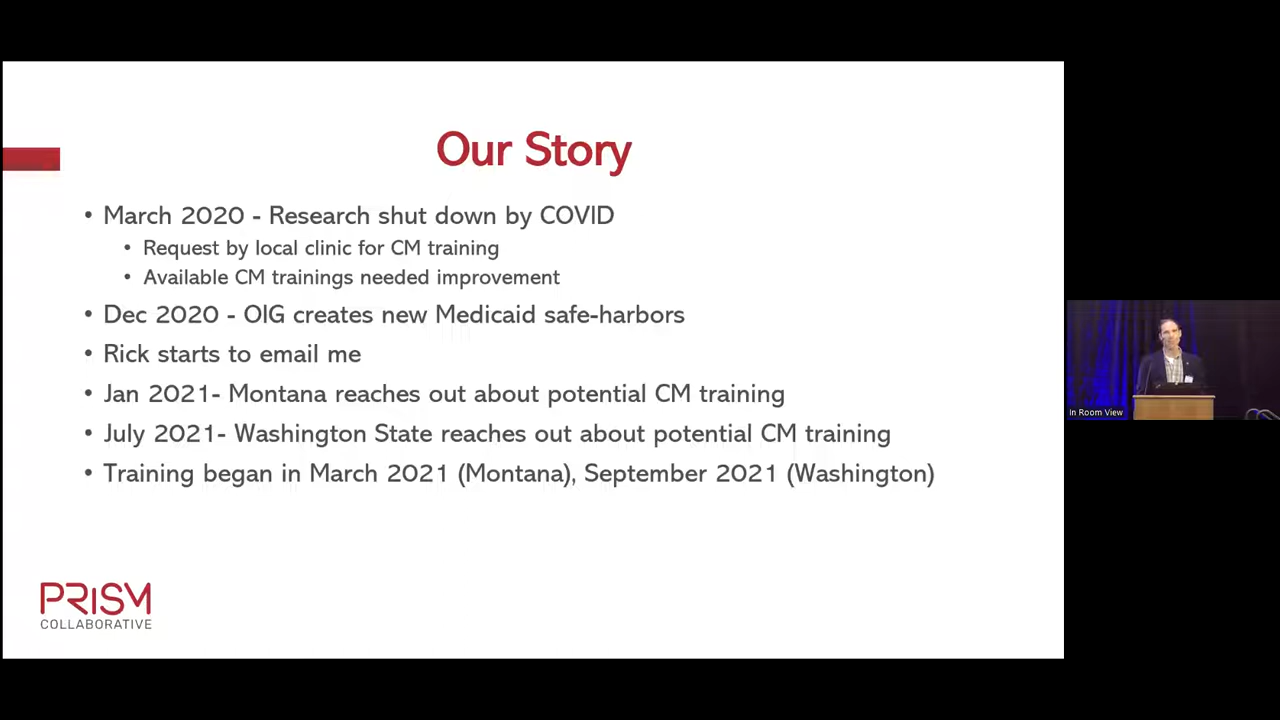 Our Story
• March 2020 - Research shut down by COVID
• Request by local clinic for CM training
• Available CM trainings needed improvement
• Dec 2020 - OIG creates new Medicaid safe-harbors
• Rick starts to email me
• Jan 2021- Montana reaches out about potential CM training
• July 2021- Washington State reaches out about potential CM training
• Training began in March 2021 (Montana), September 2021 (Washington)
PRISM
COLLABORATIVE
In Room View